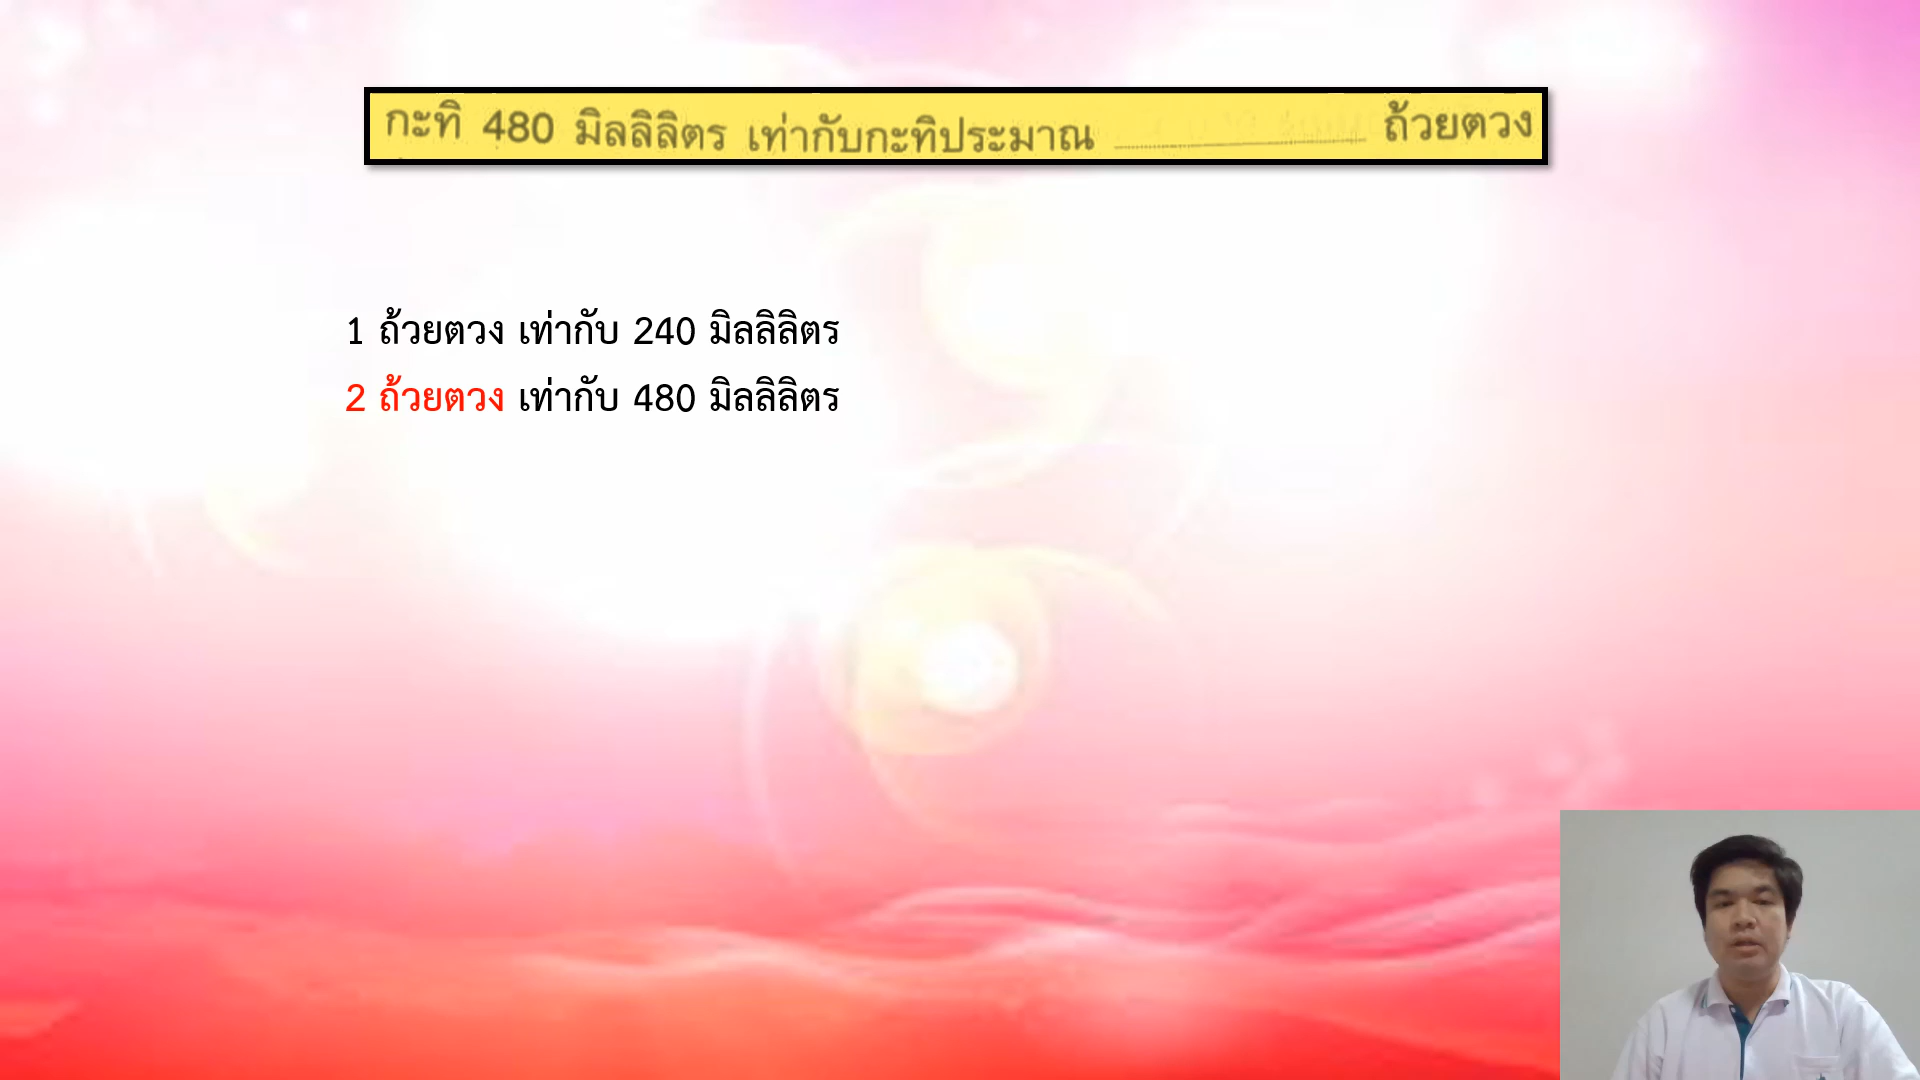 กะทิ 480 มิลลิลิตร เท่ากับกะทิประมาณ ถ้วยตวง
1 ถ้วยตวง เท่ากับ 240 มิลลิลิตร
2 ถ้วยตวง เท่ากับ 480 มิลลิลิตร